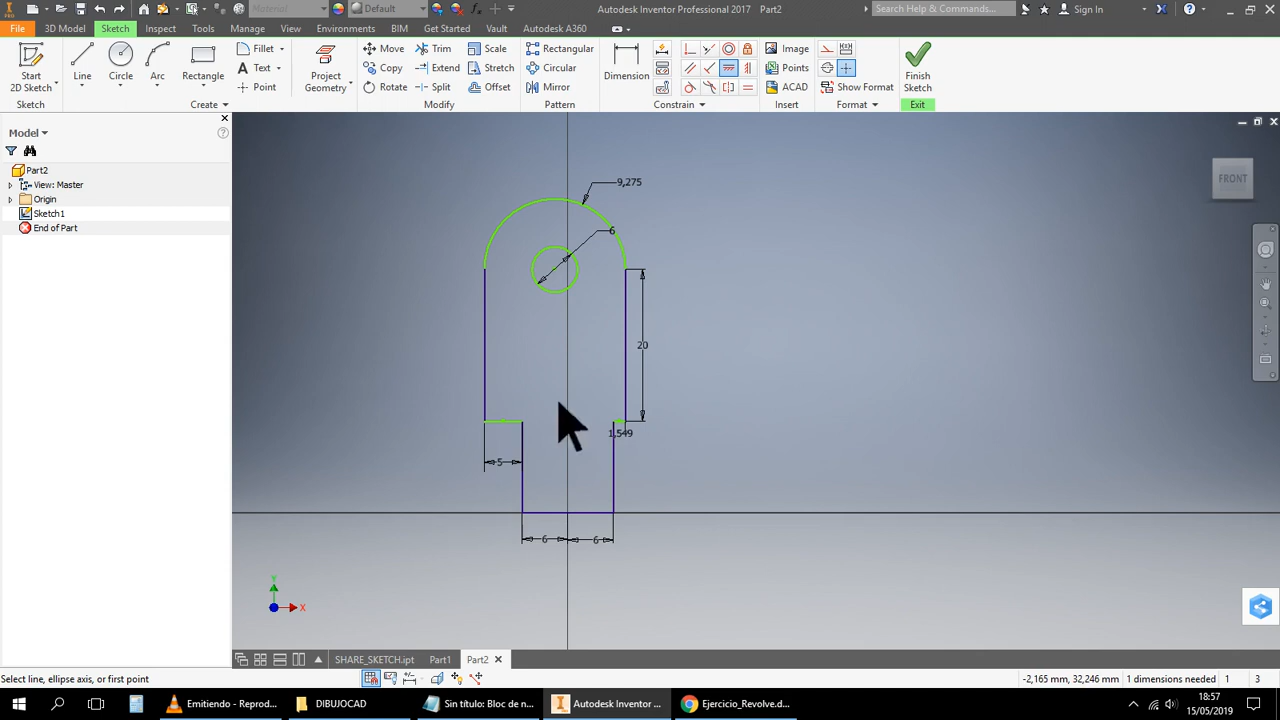 Material
Default
Autodesk Inventor Professional 2017 Part2
Search Help & Commands...
Sign In
File
3D Model
Sketch
Inspect
Tools
Manage
View
Environments
BIM
Get Started
Vault
Autodesk A360
Start
2D Sketch
Line
Circle
Arc
Rectangle
Fillet
Text
Point
Project
Geometry
Move
Copy
Rotate
Trim
Extend
Split
Scale
Stretch
Offset
Rectangular
Circular
Mirror
Dimension
Image
Points
ACAD
Show Format
Finish
Sketch
Sketch
Create
Modify
Pattern
Constrain
Insert
Format
Exit
Model
Part2
View: Master
Origin
Sketch1
End of Part
FRONT
9,275
6
20
1,549
5
6
6
Y
X
SHARE_SKETCH.ipt
Part1
Part2
Select line, ellipse axis, or first point
-2,165 mm, 32,246 mm
1 dimensions needed
1
3
Emitiendo - Reprod...
DIBUJOCAD
Sin título: Bloc de n...
Autodesk Inventor ...
Ejercicio_Revolve.d...
18:57
15/05/2019